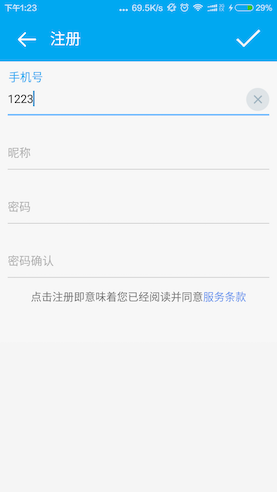 下午1:23
... 69.5K/s
29%
注册
手机号
1223
昵称
密码
密码确认
点击注册即意味着您已经阅读并同意服务条款